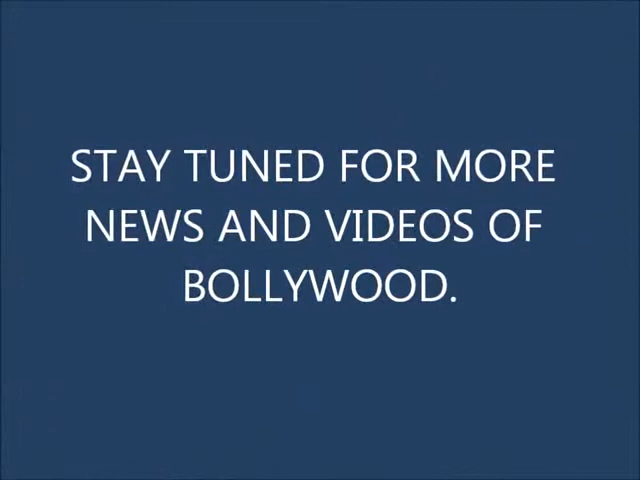 STAY TUNED FOR MORE
NEWS AND VIDEOS OF
BOLLYWOOD.